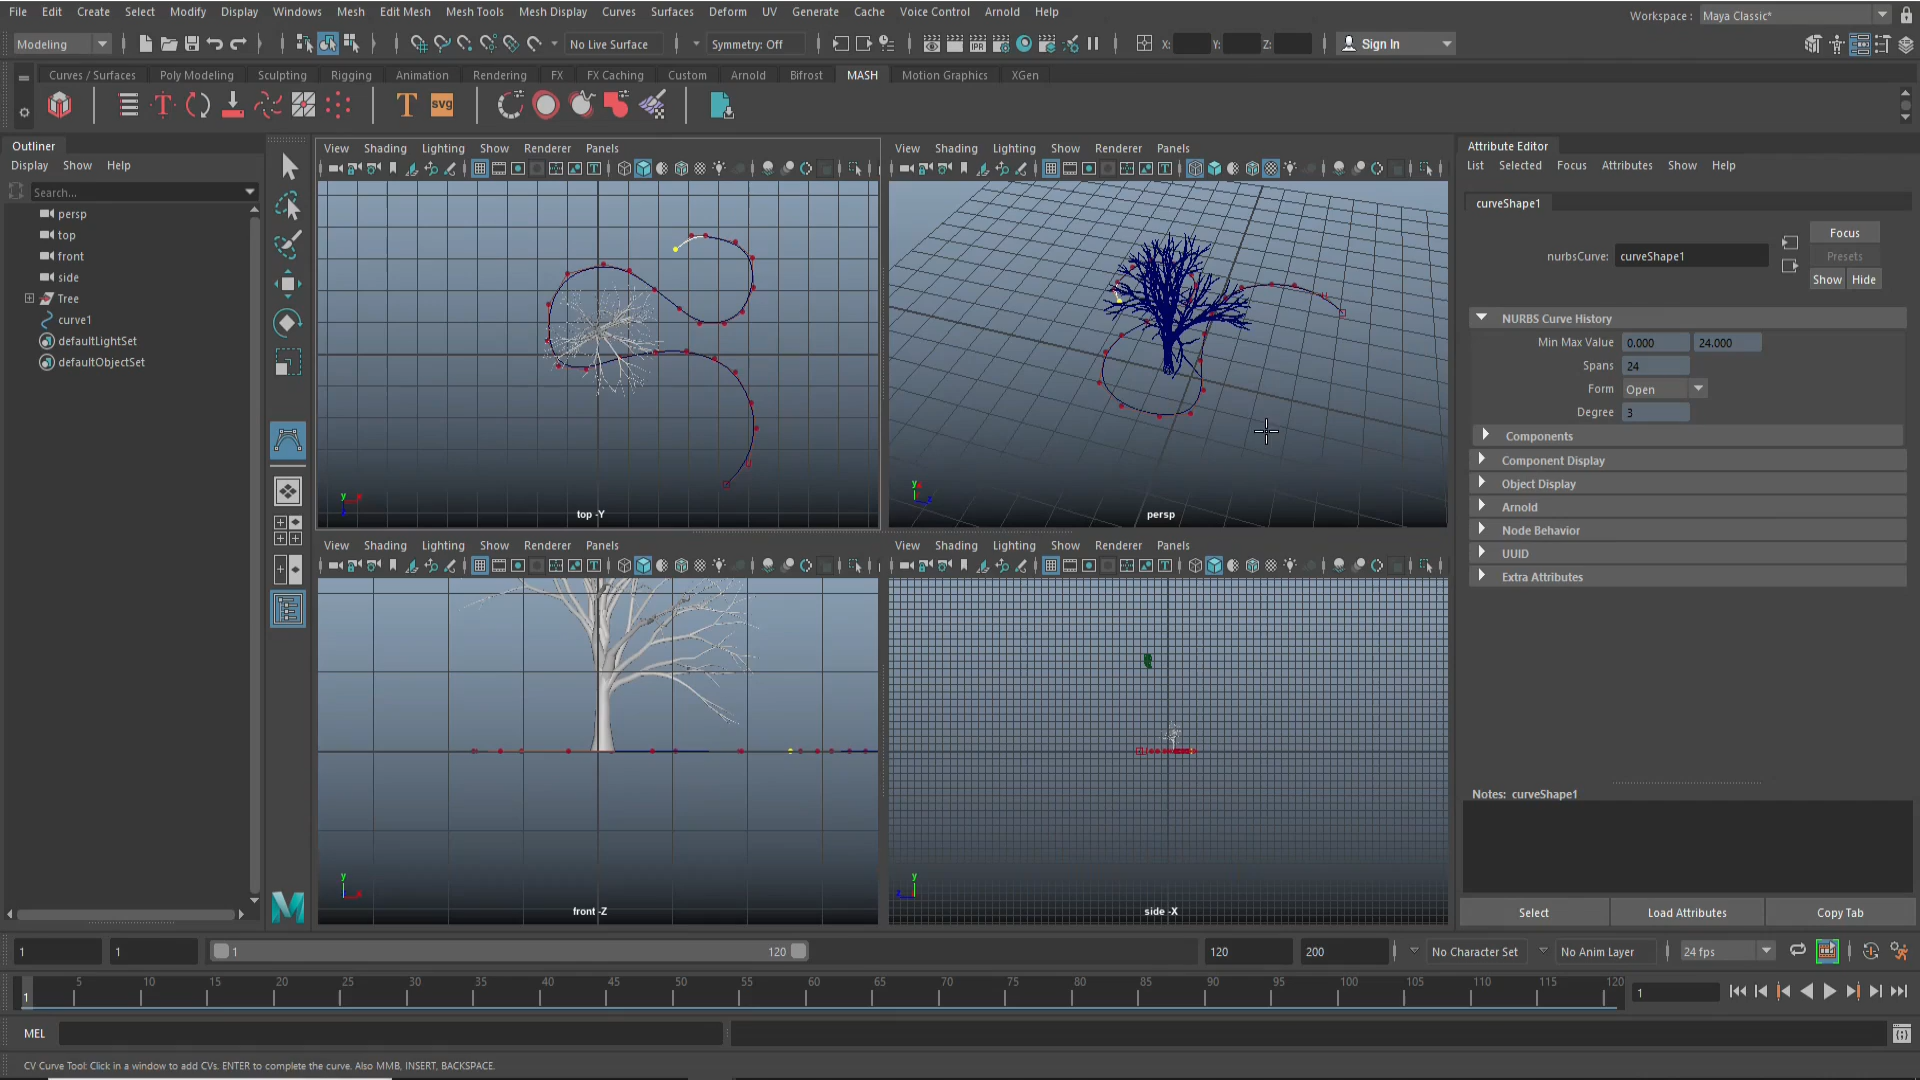 File Edit Create Select Modify Display Windows Mesh Edit Mesh Mesh Tools Mesh Display Curves Surfaces Deform UV Generate Cache Voice Control Arnold Help
Workspace : Maya Classic*
Modeling
No Live Surface
Symmetry: Off
IPR
X:
Y:
Z:
Sign In
Curves / Surfaces Poly Modeling Sculpting Rigging Animation Rendering FX FX Caching Custom Arnold Bifrost MASH Motion Graphics XGen
T
T
svg
Outliner
Display Show Help
Search...
persp
top
front
side
Tree
curve1
defaultLightSet
defaultObjectSet
View Shading Lighting Show Renderer Panels
y
top -Y
View Shading Lighting Show Renderer Panels
y
persp
View Shading Lighting Show Renderer Panels
y
front -Z
View Shading Lighting Show Renderer Panels
y
z
side -X
Attribute Editor
List Selected Focus Attributes Show Help
curveShape1
nurbsCurve: curveShape1
Focus
Presets
Show Hide
NURBS Curve History
Min Max Value 0.000 24.000
Spans 24
Form Open
Degree 3
Components
Component Display
Object Display
Arnold
Node Behavior
UUID
Extra Attributes
Notes: curveShape1
Select Load Attributes Copy Tab
1 1 1 120 120 200 No Character Set No Anim Layer 24 fps
1 5 10 15 20 25 30 35 40 45 50 55 60 65 70 75 80 85 90 95 100 105 110 115 120 1
MEL
CV Curve Tool: Click in a window to add CVs. ENTER to complete the curve. Also MMB, INSERT, BACKSPACE.